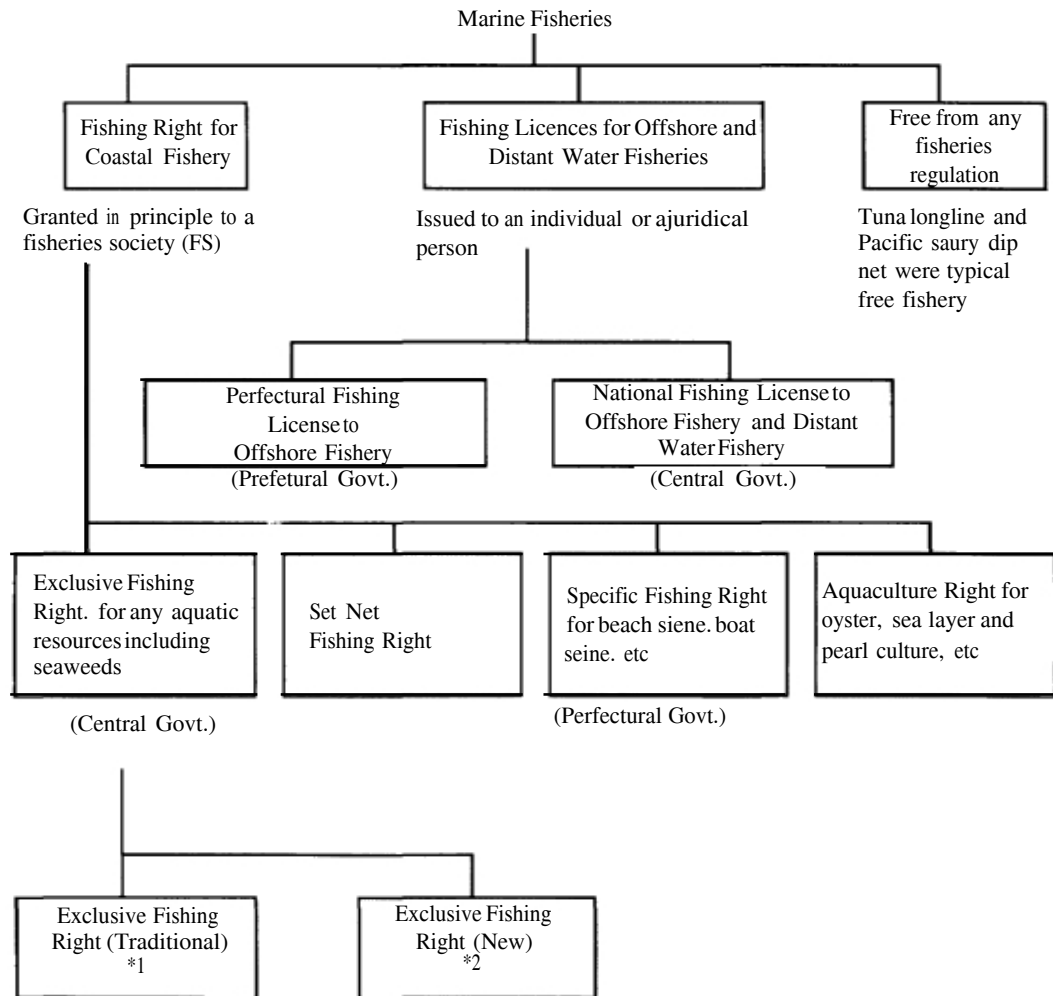 Marine Fisheries
Fishing Right for
Coastal Fishery
Fishing Licences for Offshore and
Distant Water Fisheries
Free from any
fisheries
regulation
Granted in principle to a
fisheries society (FS)
Issued to an individual or ajuridical
person
Tuna longline and
Pacific saury dip
net were typical
free fishery
Perfectural Fishing
License to
Offshore Fishery
(Prefetural Govt.)
National Fishing License to
Offshore Fishery and Distant
Water Fishery
(Central Govt.)
Exclusive Fishing
Right. for any aquatic
resources including
seaweeds
(Central Govt.)
Set Net
Fishing Right
Specific Fishing Right
for beach siene. boat
seine. etc
(Perfectural Govt.)
Aquaculture Right for
oyster, sea layer and
pearl culture, etc
Exclusive Fishing
Right (Traditional)
*1
Exclusive Fishing
Right (New)
*2